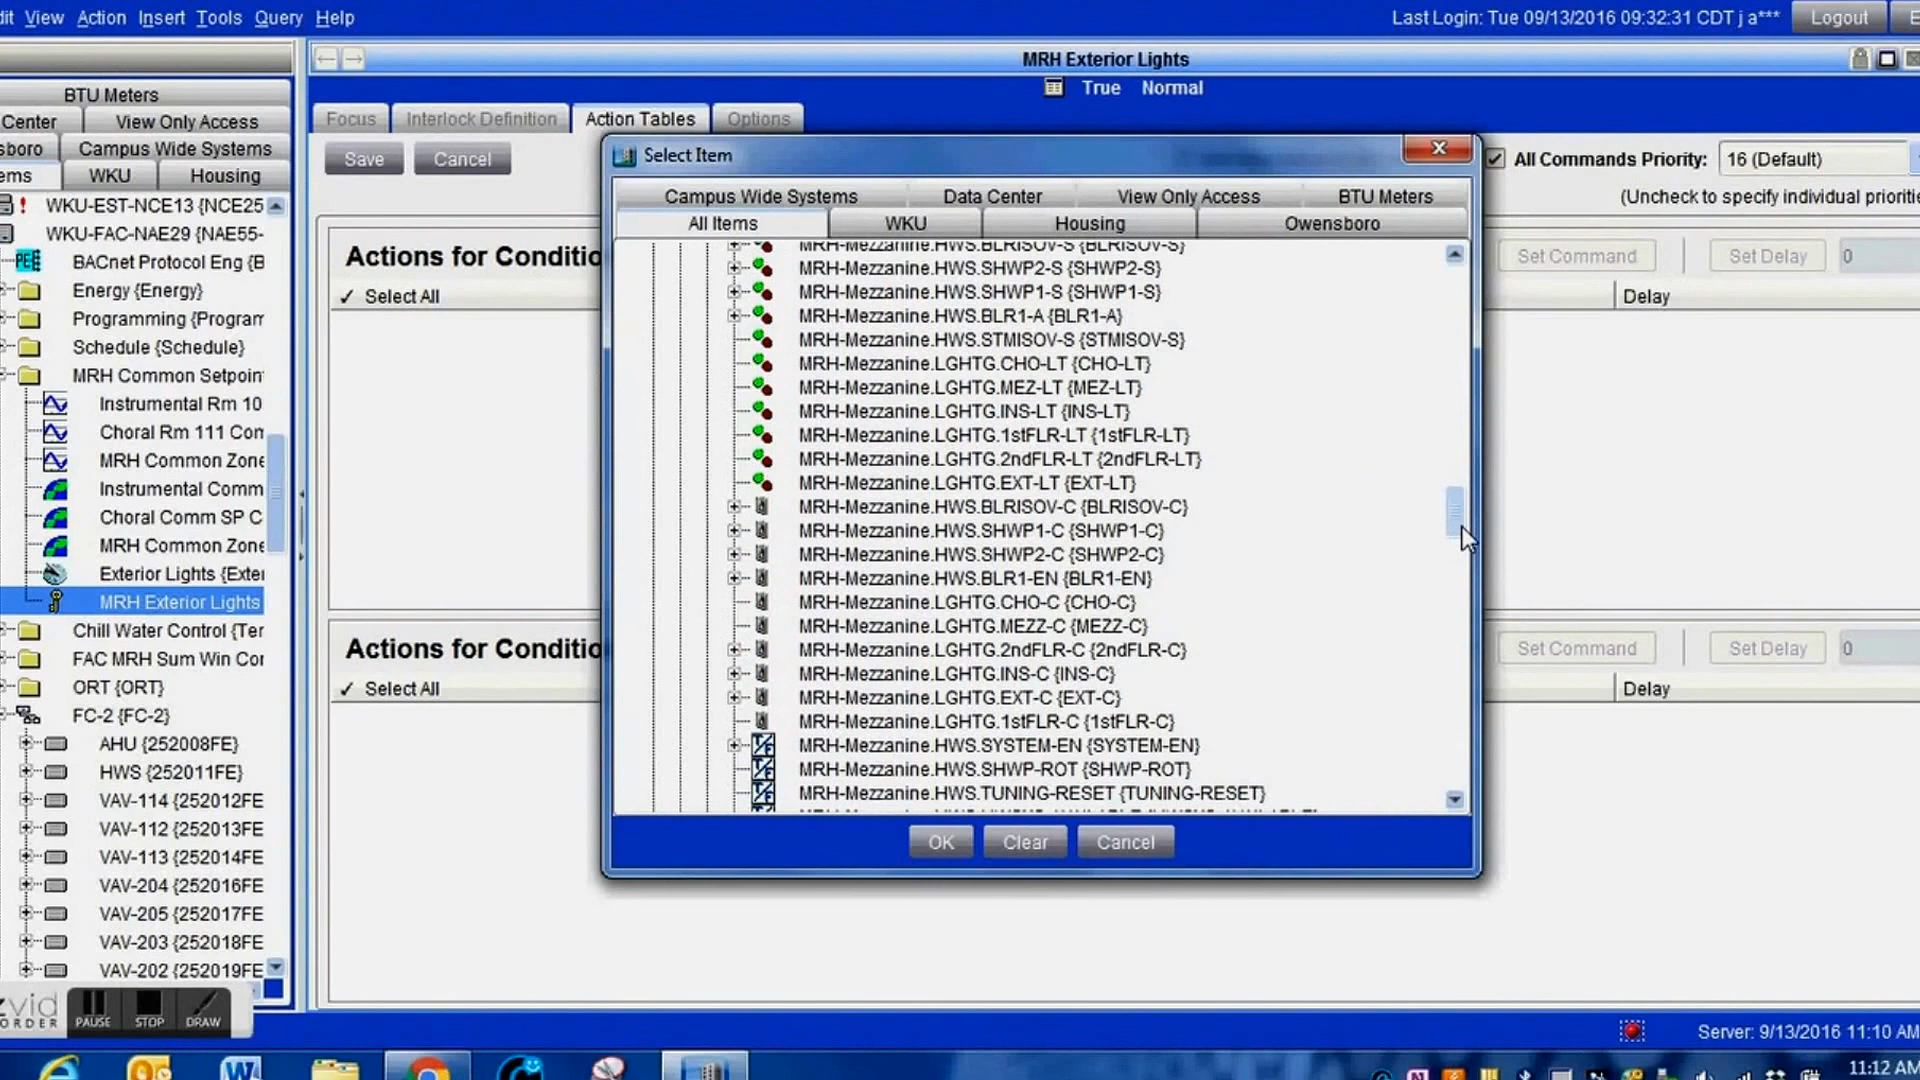 dit View Action Insert Tools Query Help
Last Login: Tue 09/13/2016 09:32:31 CDT j a***
Logout
E
MRH Exterior Lights
True Normal
BTU Meters
Center View Only Access
sboro Campus Wide Systems
ems WKU Housing
WKU-EST-NCE13 {NCE25
WKU-FAC-NAE29 {NAE55-
BACnet Protocol Eng {B
Energy {Energy}
Programming {Program
Schedule {Schedule}
MRH Common Setpoint
Instrumental Rm 10
Choral Rm 111 Com
MRH Common Zone
Instrumental Comm
Choral Comm SP C
MRH Common Zone
Exterior Lights {Exter
MRH Exterior Lights
Chill Water Control {Ter
FAC MRH Sum Win Cor
ORT {ORT}
FC-2 {FC-2}
AHU {252008FE}
HWS {252011FE}
VAV-114 {252012FE
VAV-112 {252013FE
VAV-113 {252014FE
VAV-204 {252016FE
VAV-205 {252017FE
VAV-203 {252018FE
VAV-202 {252019FE
Focus Interlock Definition Action Tables Options
Save Cancel
All Commands Priority: 16 (Default)
(Uncheck to specify individual prioritie
Actions for Conditio
✓ Select All
Set Command Set Delay 0
Delay
Actions for Conditio
✓ Select All
Set Command Set Delay 0
Delay
Select Item
Campus Wide Systems Data Center View Only Access BTU Meters
All Items WKU Housing Owensboro
MRH-Mezzanine.HWS.BLRISOV-S {BLRISOV-S}
MRH-Mezzanine.HWS.SHWP2-S {SHWP2-S}
MRH-Mezzanine.HWS.SHWP1-S {SHWP1-S}
MRH-Mezzanine.HWS.BLR1-A {BLR1-A}
MRH-Mezzanine.HWS.STMISOV-S {STMISOV-S}
MRH-Mezzanine.LGHTG.CHO-LT {CHO-LT}
MRH-Mezzanine.LGHTG.MEZ-LT {MEZ-LT}
MRH-Mezzanine.LGHTG.INS-LT {INS-LT}
MRH-Mezzanine.LGHTG.1stFLR-LT {1stFLR-LT}
MRH-Mezzanine.LGHTG.2ndFLR-LT {2ndFLR-LT}
MRH-Mezzanine.LGHTG.EXT-LT {EXT-LT}
MRH-Mezzanine.HWS.BLRISOV-C {BLRISOV-C}
MRH-Mezzanine.HWS.SHWP1-C {SHWP1-C}
MRH-Mezzanine.HWS.SHWP2-C {SHWP2-C}
MRH-Mezzanine.HWS.BLR1-EN {BLR1-EN}
MRH-Mezzanine.LGHTG.CHO-C {CHO-C}
MRH-Mezzanine.LGHTG.MEZZ-C {MEZZ-C}
MRH-Mezzanine.LGHTG.2ndFLR-C {2ndFLR-C}
MRH-Mezzanine.LGHTG.INS-C {INS-C}
MRH-Mezzanine.LGHTG.EXT-C {EXT-C}
MRH-Mezzanine.LGHTG.1stFLR-C {1stFLR-C}
MRH-Mezzanine.HWS.SYSTEM-EN {SYSTEM-EN}
MRH-Mezzanine.HWS.SHWP-ROT {SHWP-ROT}
MRH-Mezzanine.HWS.TUNING-RESET {TUNING-RESET}
OK Clear Cancel
zvid
ORDER
PAUSE STOP DRAW
Server: 9/13/2016 11:10 AM
11:12 AM